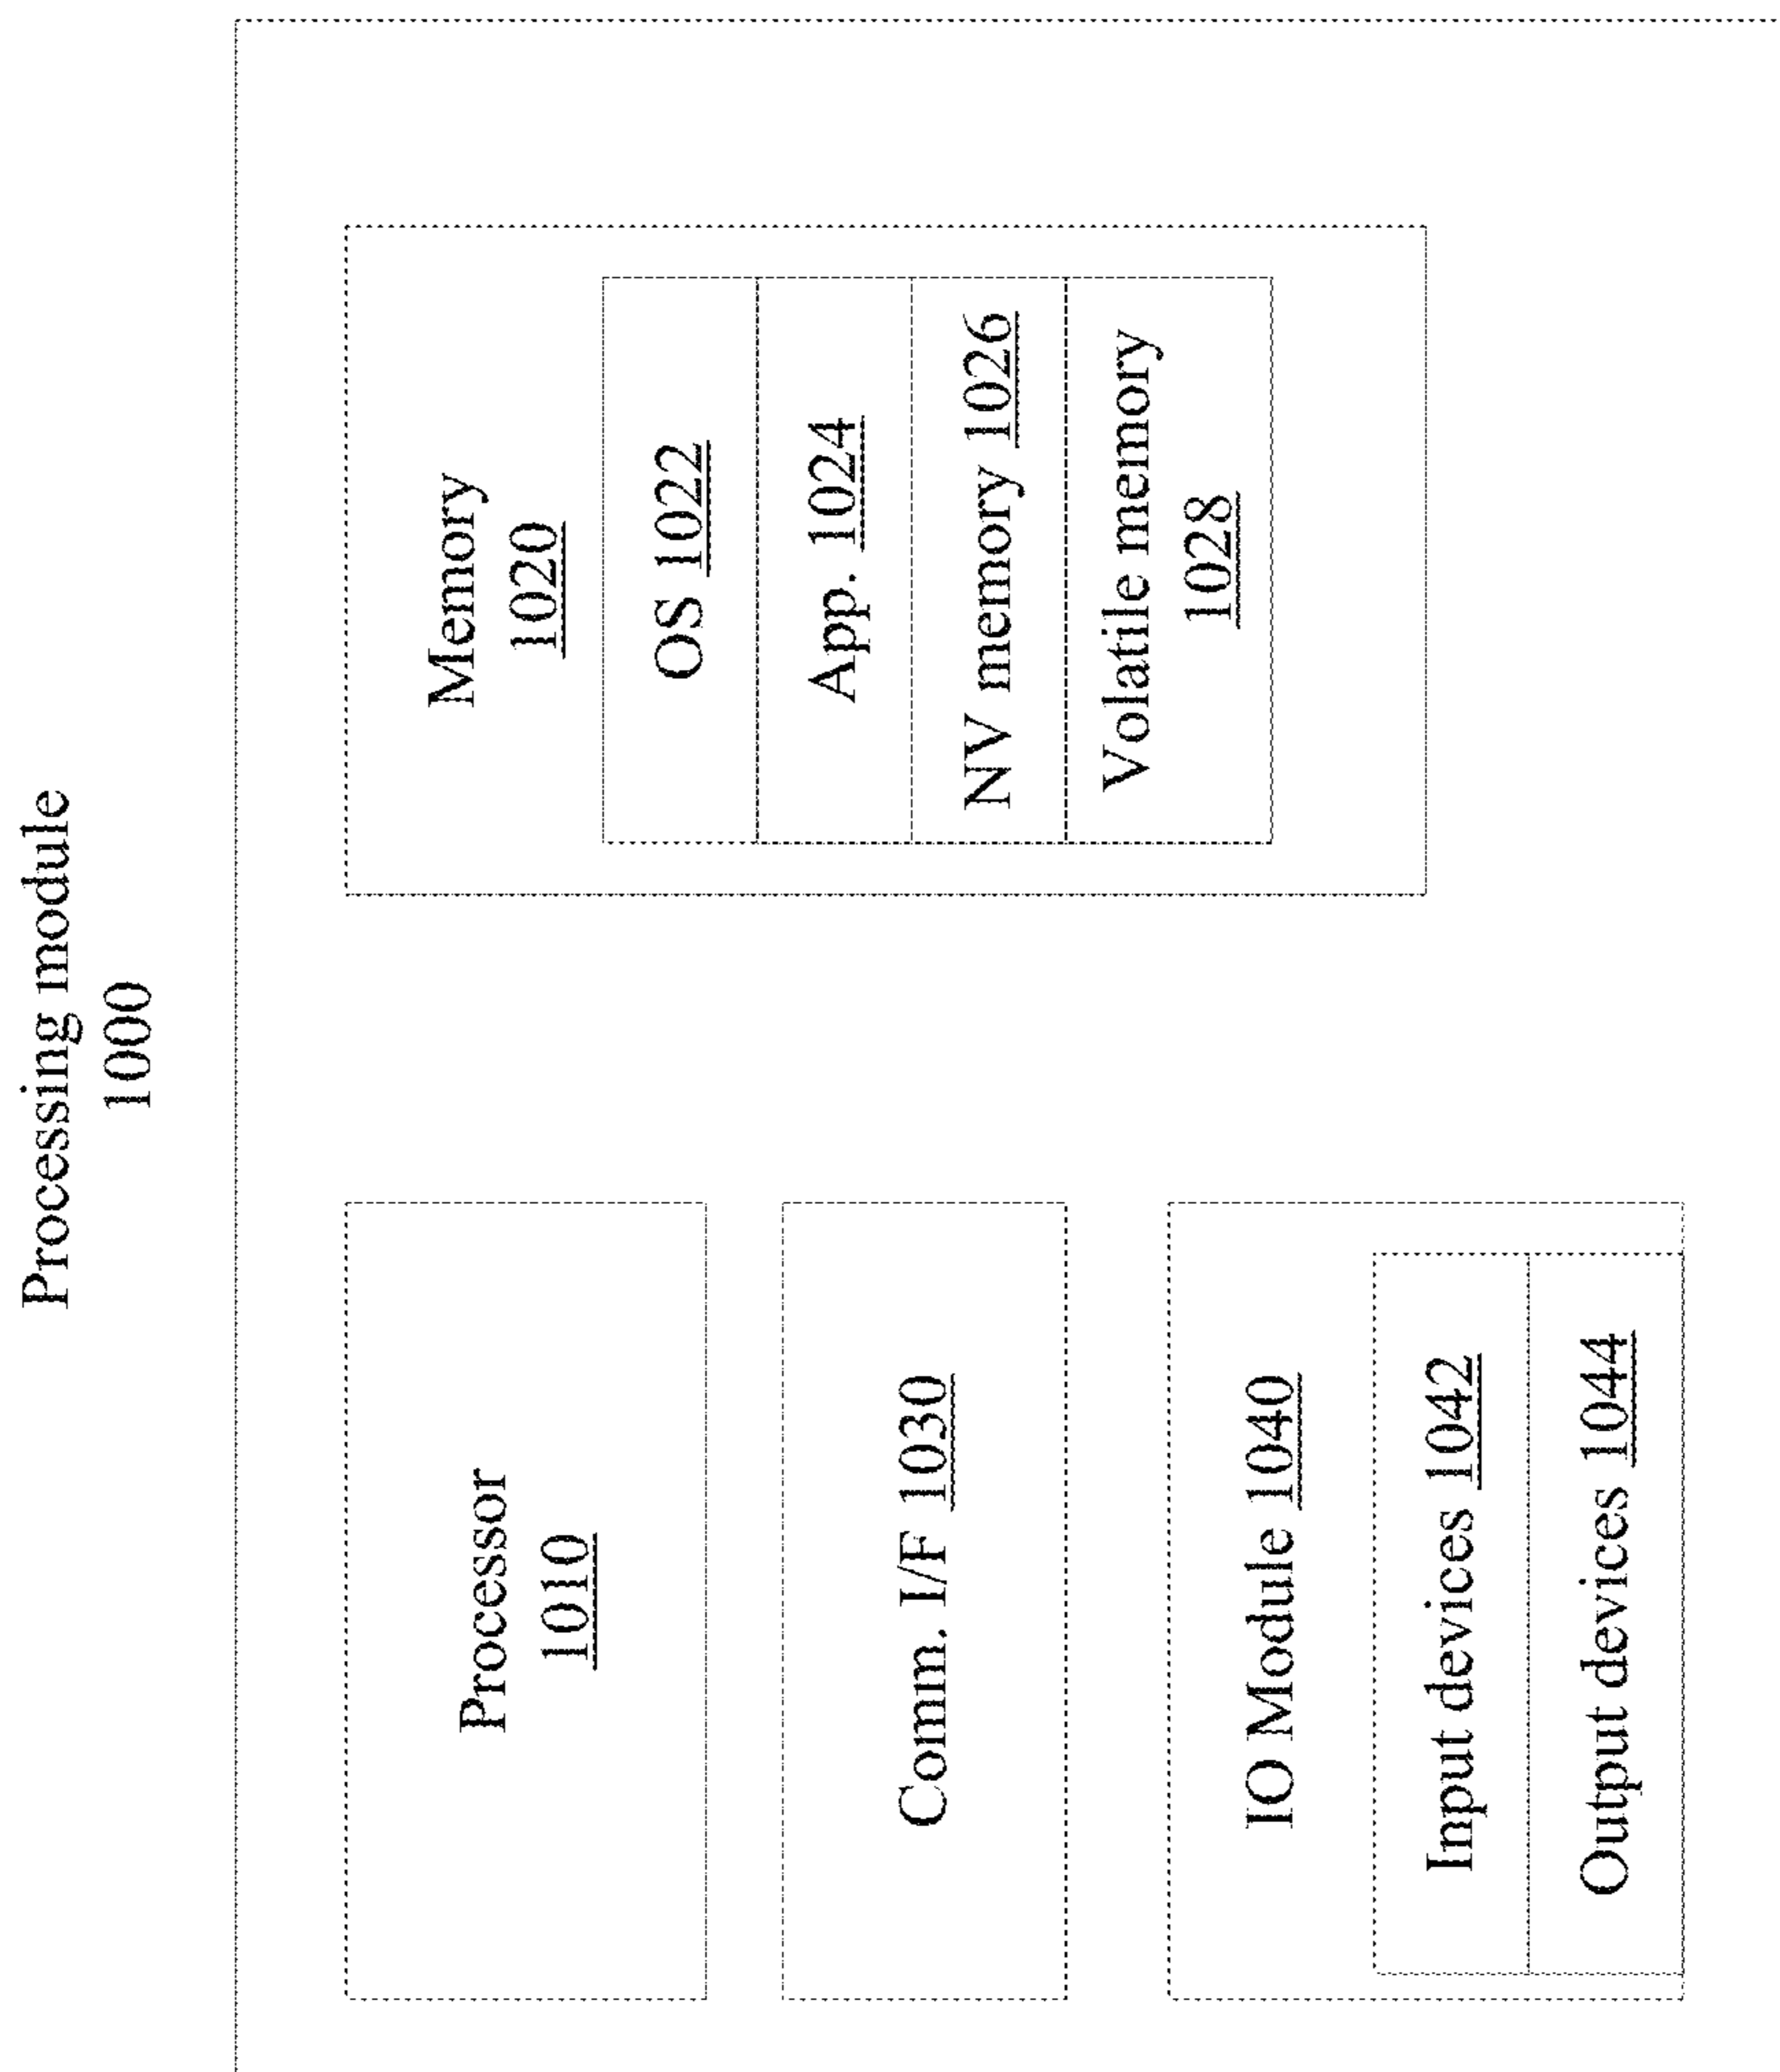 Processing module
1000
Processor
1010
Comm. I/F 1030
IO Module 1040
Input devices 1042
Output devices 1044
Memory
1020
OS 1022
App. 1024
NV memory 1026
Volatile memory
1028